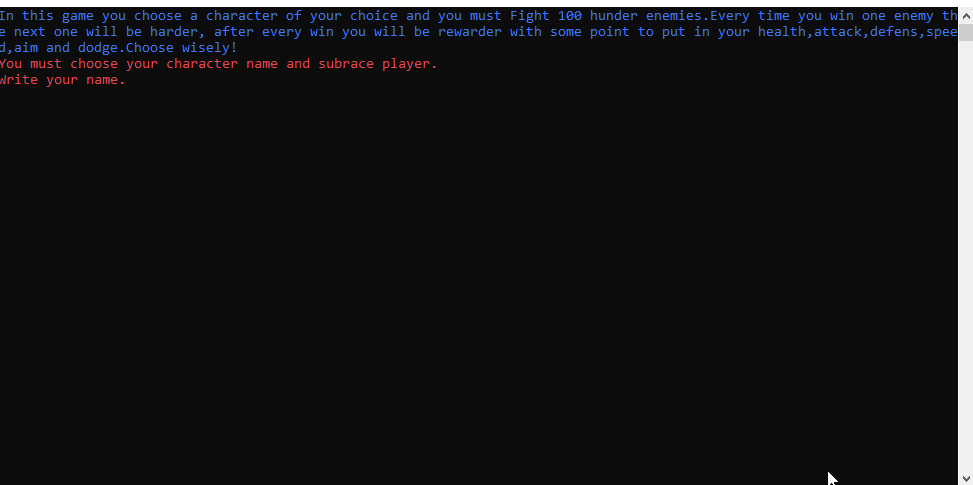 In this game you choose a character of your choice and you must Fight 100 hunder enemies.Every time you win one enemy th
e next one will be harder, after every win you will be rewarder with some point to put in your health,attack,defens,spee
d,aim and dodge.Choose wisely!
You must choose your character name and subrace player.
Write your name.